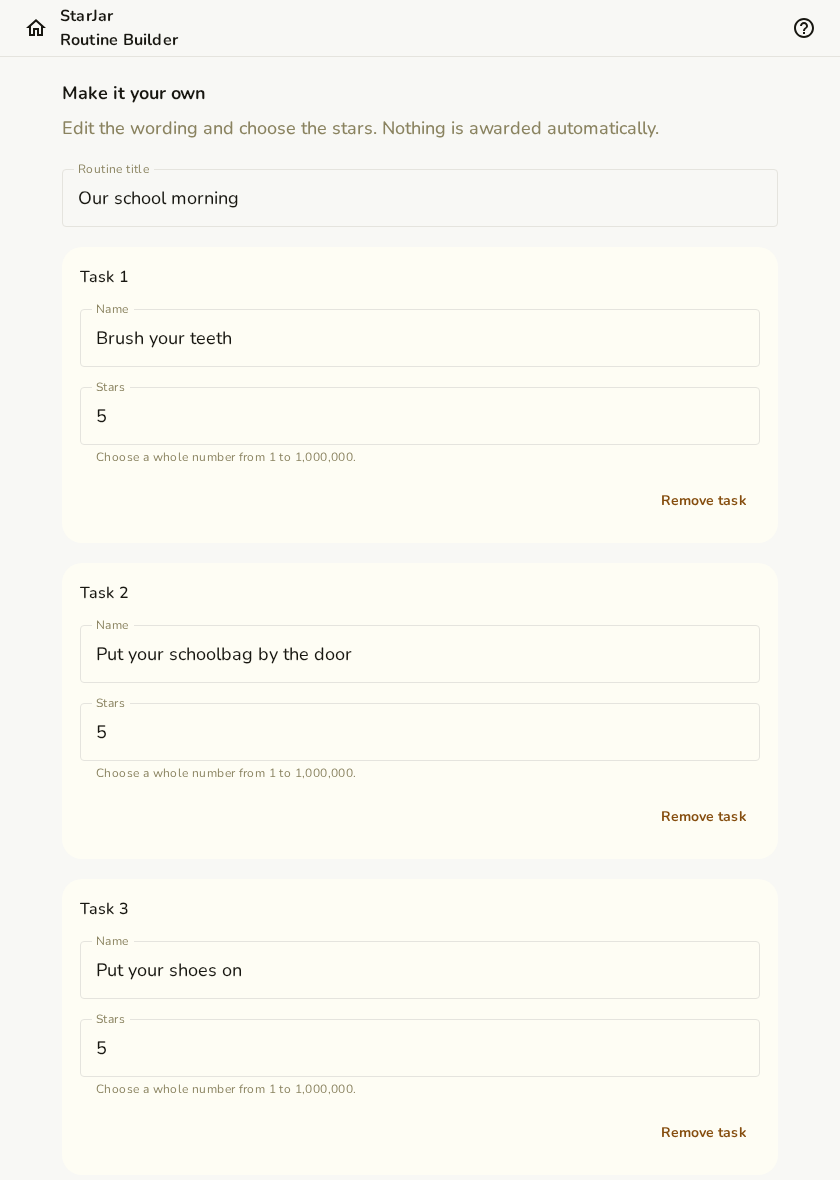 StarJar
Routine Builder
Make it your own
Edit the wording and choose the stars. Nothing is awarded automatically.
Routine title
Our school morning
Task 1
Name
Brush your teeth
Stars
5
Choose a whole number from 1 to 1,000,000.
Remove task
Task 2
Name
Put your schoolbag by the door
Stars
5
Choose a whole number from 1 to 1,000,000.
Remove task
Task 3
Name
Put your shoes on
Stars
5
Choose a whole number from 1 to 1,000,000.
Remove task